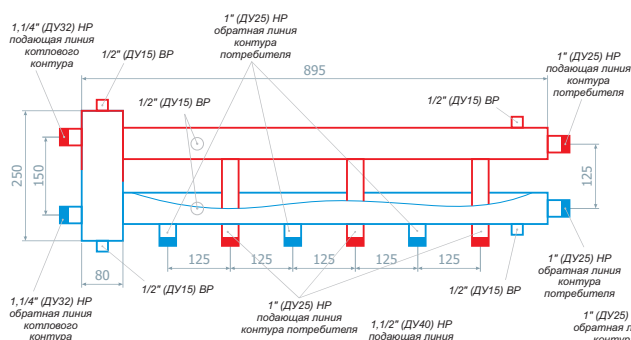 1" (ДУ25) НР
обратная линия
контура
потребителя
1,1/4" (ДУ32) НР
подающая линия
котлового
контура
1/2" (ДУ15) ВР
895
1" (ДУ25) НР
подающая линия
контура
потребителя
1/2" (ДУ15) ВР
1/2" (ДУ15) ВР
250
150
125
125
125
125
125
125
80
1/2" (ДУ15) ВР
1/2" (ДУ15) ВР
1" (ДУ25) НР
обратная линия
контура
потребителя
1,1/4" (ДУ32) НР
обратная линия
котлового
контура
1" (ДУ25) НР
подающая линия
контура потребителя
1,1/2" (ДУ40) НР
подающая линия
1" (ДУ25)
обратная л